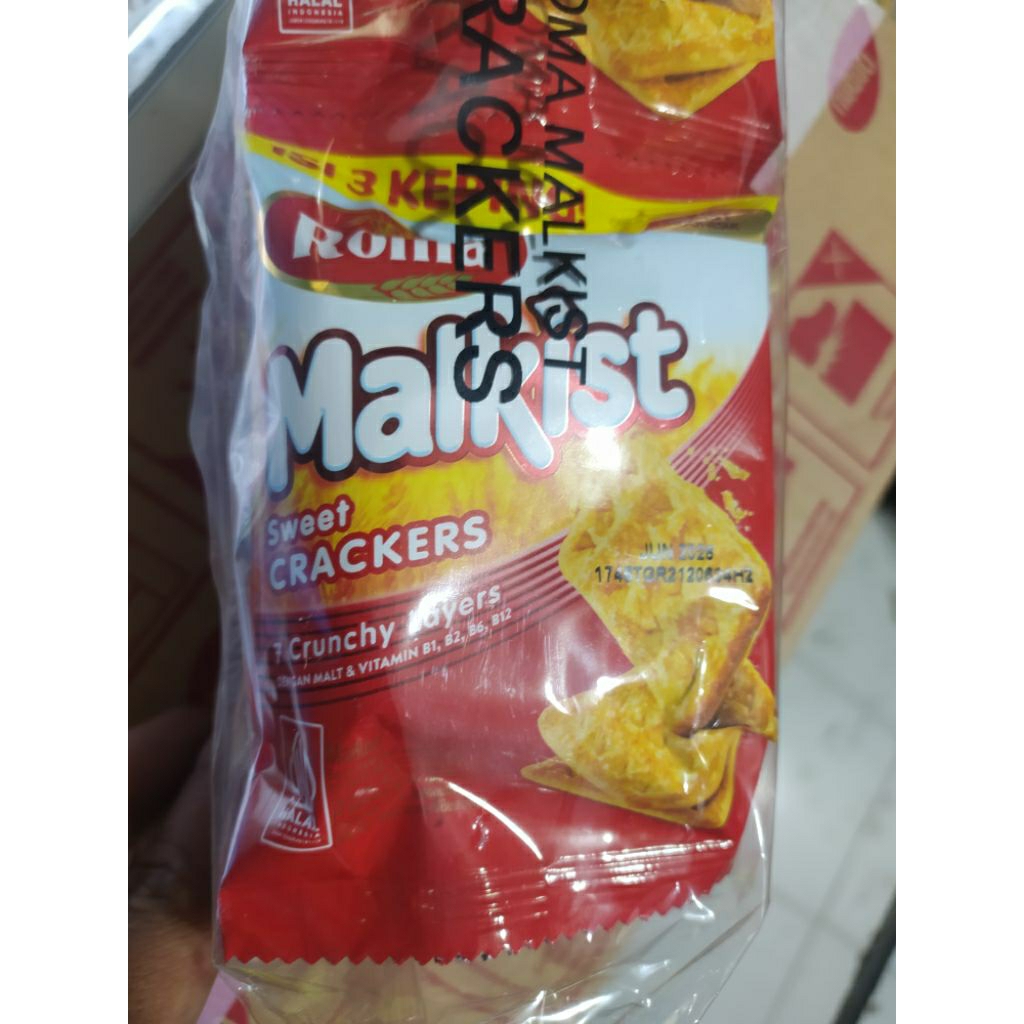 HALAL
INDONESIA
ROMA MALKIST
CRACKERS
ISI 3 KEPING
Roma
Malkist
Sweet
CRACKERS
JUN 2026
7 Crunchy Layers
DENGAN MALT & VITAMIN B1, B2, B6, B12
HALAL
INDONESIA